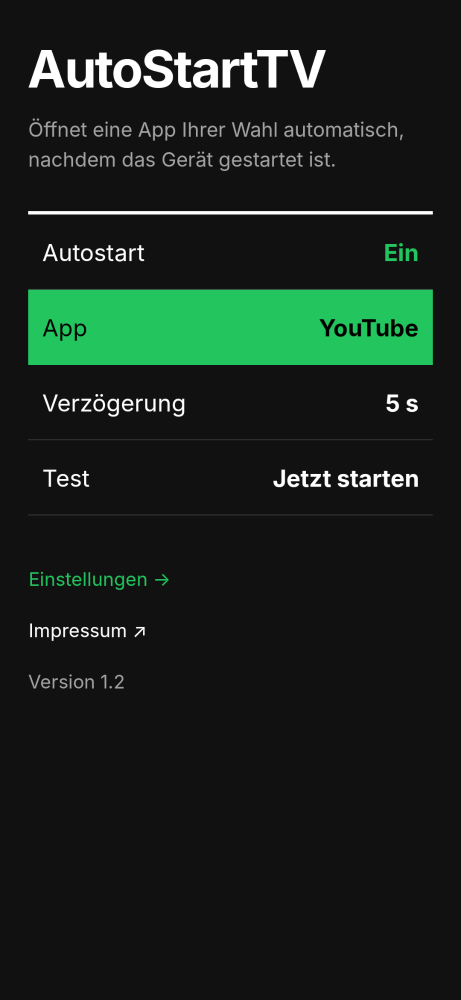 AutoStartTV
Öffnet eine App Ihrer Wahl automatisch,
nachdem das Gerät gestartet ist.
Autostart Ein
App YouTube
Verzögerung 5 s
Test Jetzt starten
Einstellungen →
Impressum ↗
Version 1.2